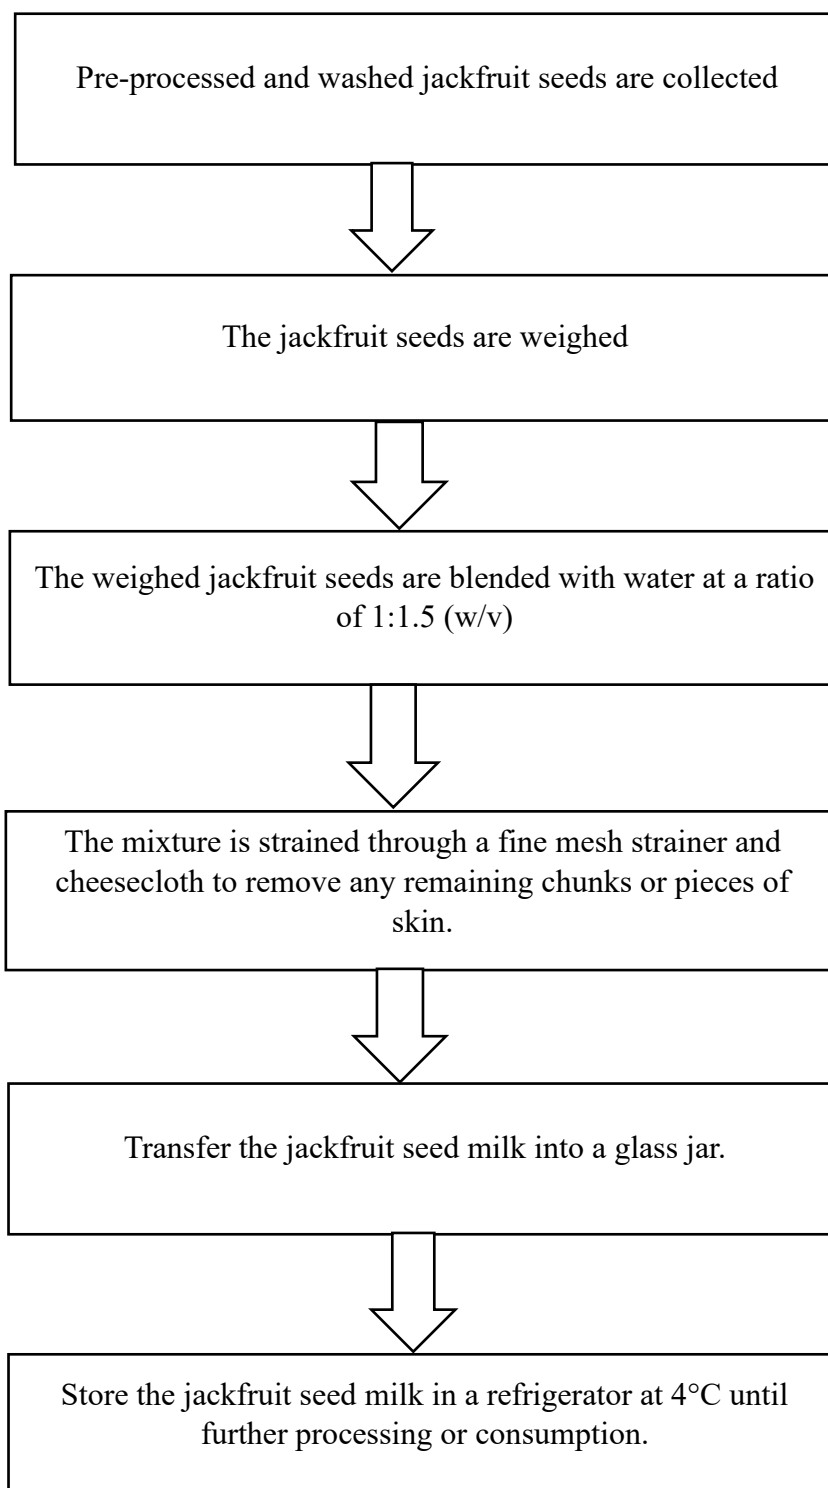 Pre-processed and washed jackfruit seeds are collected
The jackfruit seeds are weighed
The weighed jackfruit seeds are blended with water at a ratio
of 1:1.5 (w/v)
The mixture is strained through a fine mesh strainer and
cheesecloth to remove any remaining chunks or pieces of
skin.
Transfer the jackfruit seed milk into a glass jar.
Store the jackfruit seed milk in a refrigerator at 4°C until
further processing or consumption.